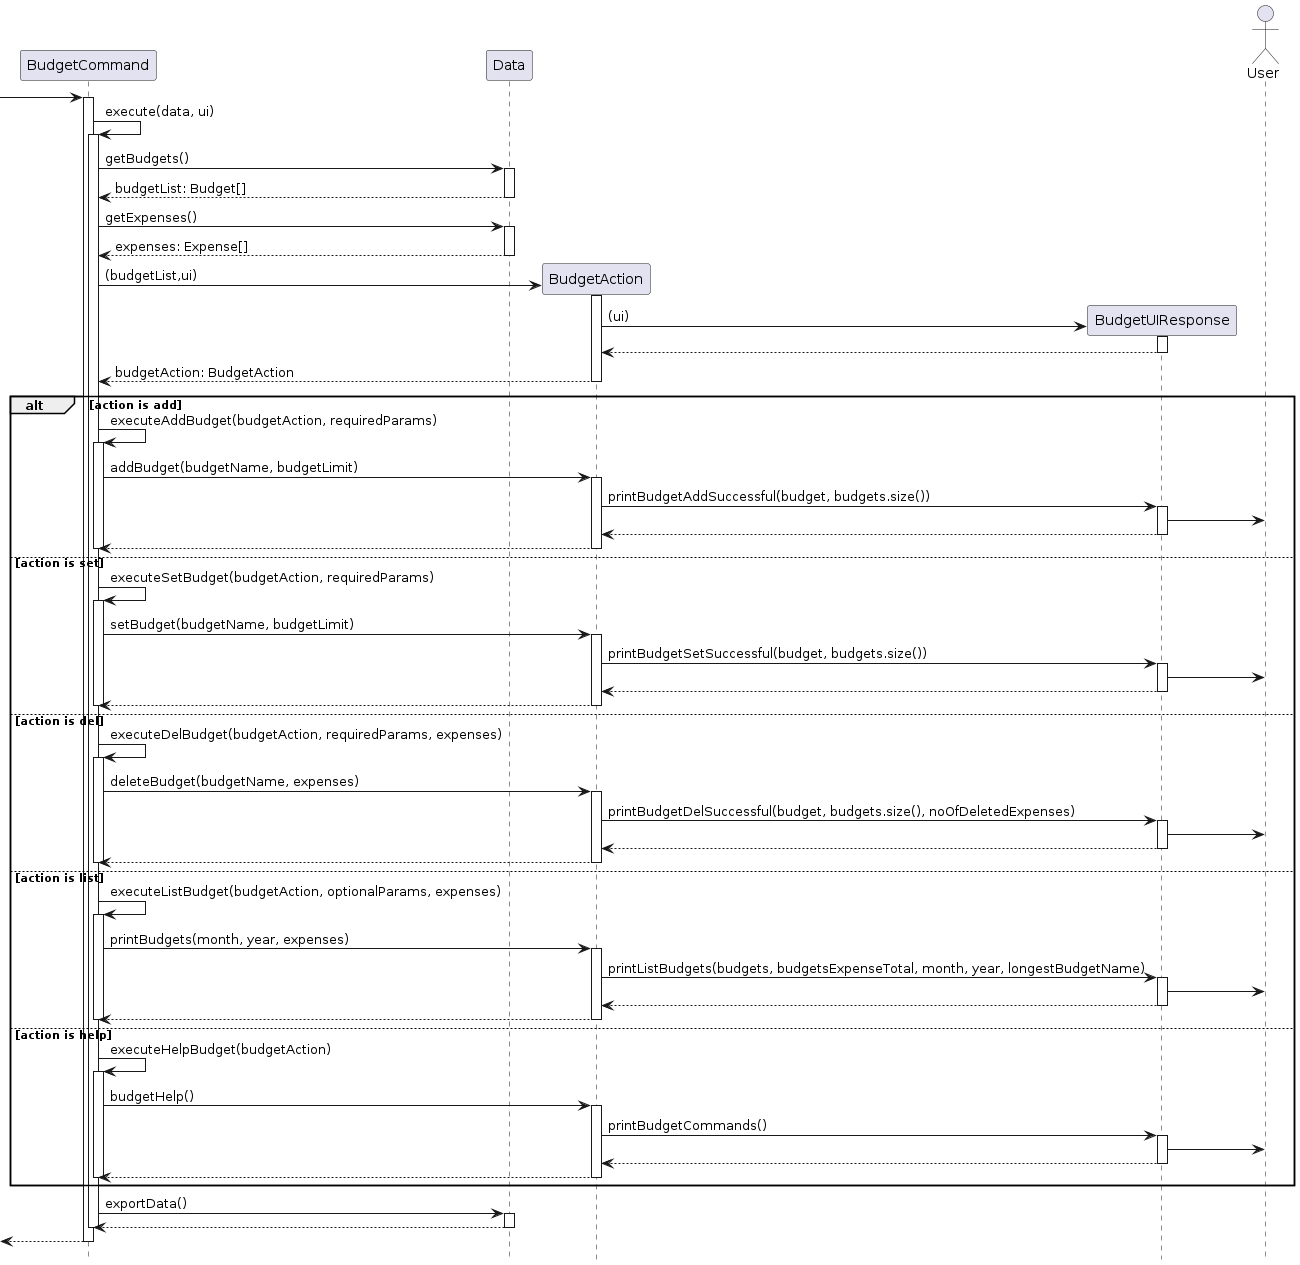 User
BudgetCommand
Data
execute(data, ui)
getBudgets()
budgetList: Budget[]
getExpenses()
expenses: Expense[]
(budgetList,ui)
BudgetAction
(ui)
BudgetUIResponse
budgetAction: BudgetAction
alt
[action is add]
executeAddBudget(budgetAction, requiredParams)
addBudget(budgetName, budgetLimit)
printBudgetAddSuccessful(budget, budgets.size())
[action is set]
executeSetBudget(budgetAction, requiredParams)
setBudget(budgetName, budgetLimit)
printBudgetSetSuccessful(budget, budgets.size())
[action is del]
executeDelBudget(budgetAction, requiredParams, expenses)
deleteBudget(budgetName, expenses)
printBudgetDelSuccessful(budget, budgets.size(), noOfDeletedExpenses)
[action is list]
executeListBudget(budgetAction, optionalParams, expenses)
printBudgets(month, year, expenses)
printListBudgets(budgets, budgetsExpenseTotal, month, year, longestBudgetName)
[action is help]
executeHelpBudget(budgetAction)
budgetHelp()
printBudgetCommands()
exportData()